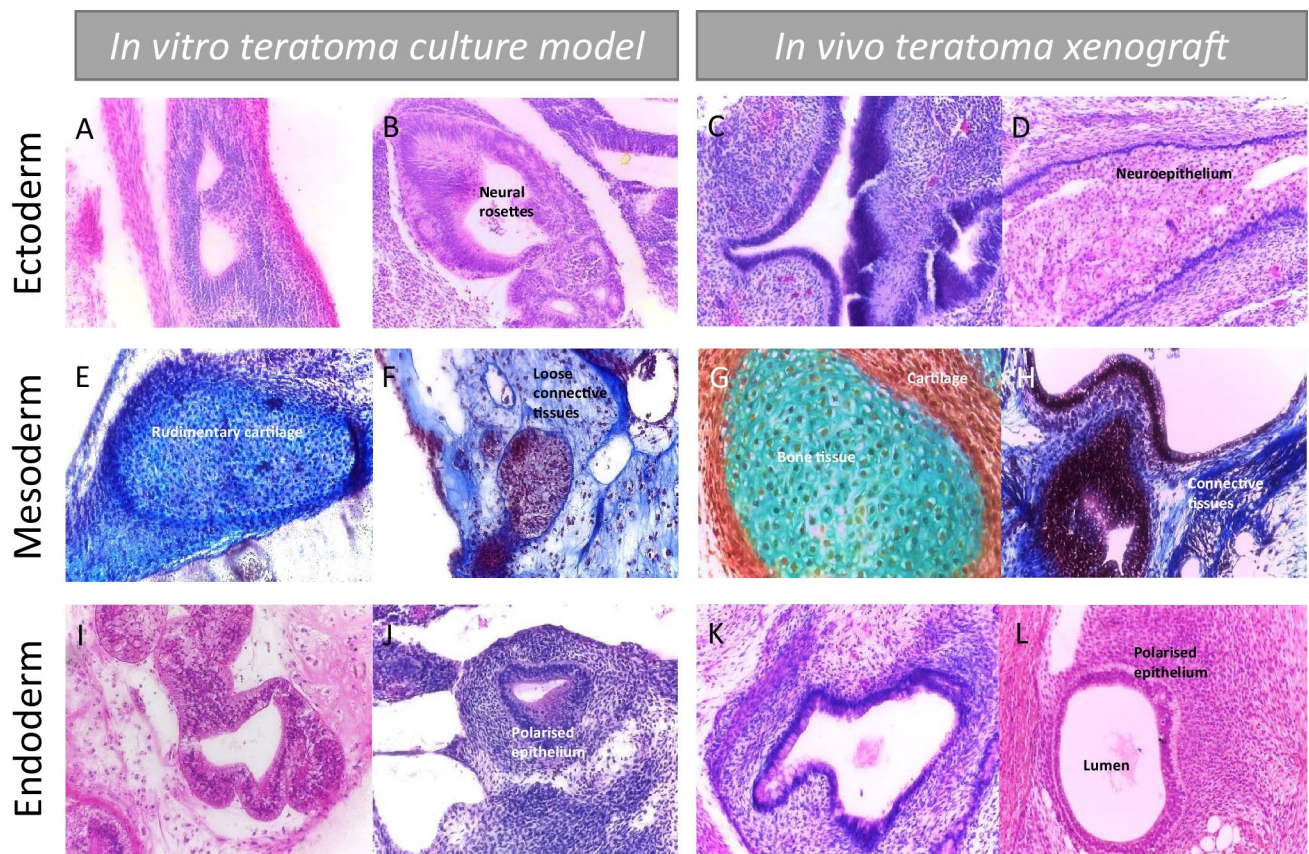 In vitro teratoma culture model
In vivo teratoma xenograft
Ectoderm
A
B
Neural
rosettes
C
D
Neuroepithelium
Mesoderm
E
Rudimentary cartilage
F
Loose
connective
tissues
G
Cartilage
Bone tissue
H
Connective
tissues
Endoderm
I
J
Polarised
epithelium
K
L
Polarised
epithelium
Lumen